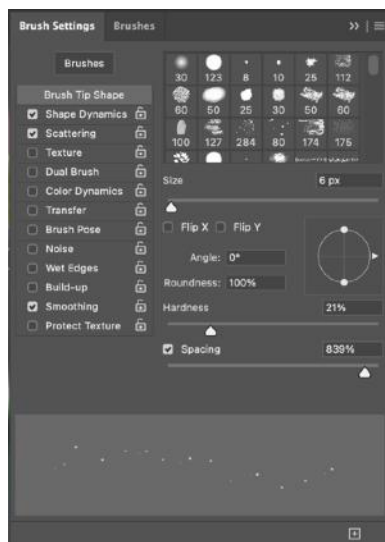 Brush Settings Brushes
Brushes
30 123 8 10 25 112
60 50 25 30 50 60
100 127 284 80 174 175
Brush Tip Shape
Shape Dynamics
Scattering
Texture
Dual Brush
Color Dynamics
Transfer
Brush Pose
Noise
Wet Edges
Build-up
Smoothing
Protect Texture
Size 6 px
Flip X Flip Y
Angle: 0°
Roundness: 100%
Hardness 21%
Spacing 839%